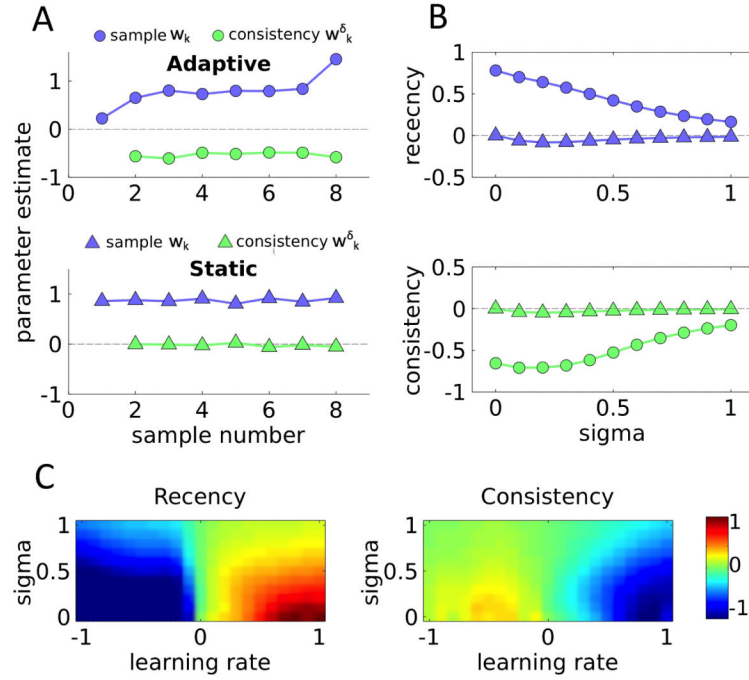 A
sample w_k consistency w^δ_k
Adaptive
1
0
-1
0 2 4 6 8
sample w_k consistency w^δ_k
Static
1
0
-1
0 2 4 6 8
sample number
parameter estimate
B
1
0.5
0
-0.5
0 0.5 1
rececncy
0.5
0
-0.5
-1
0 0.5 1
consistency
sigma
C
Recency
1
0.5
0
sigma
-1 0 1
learning rate
Consistency
1
0.5
0
sigma
-1 0 1
learning rate
1
0
-1